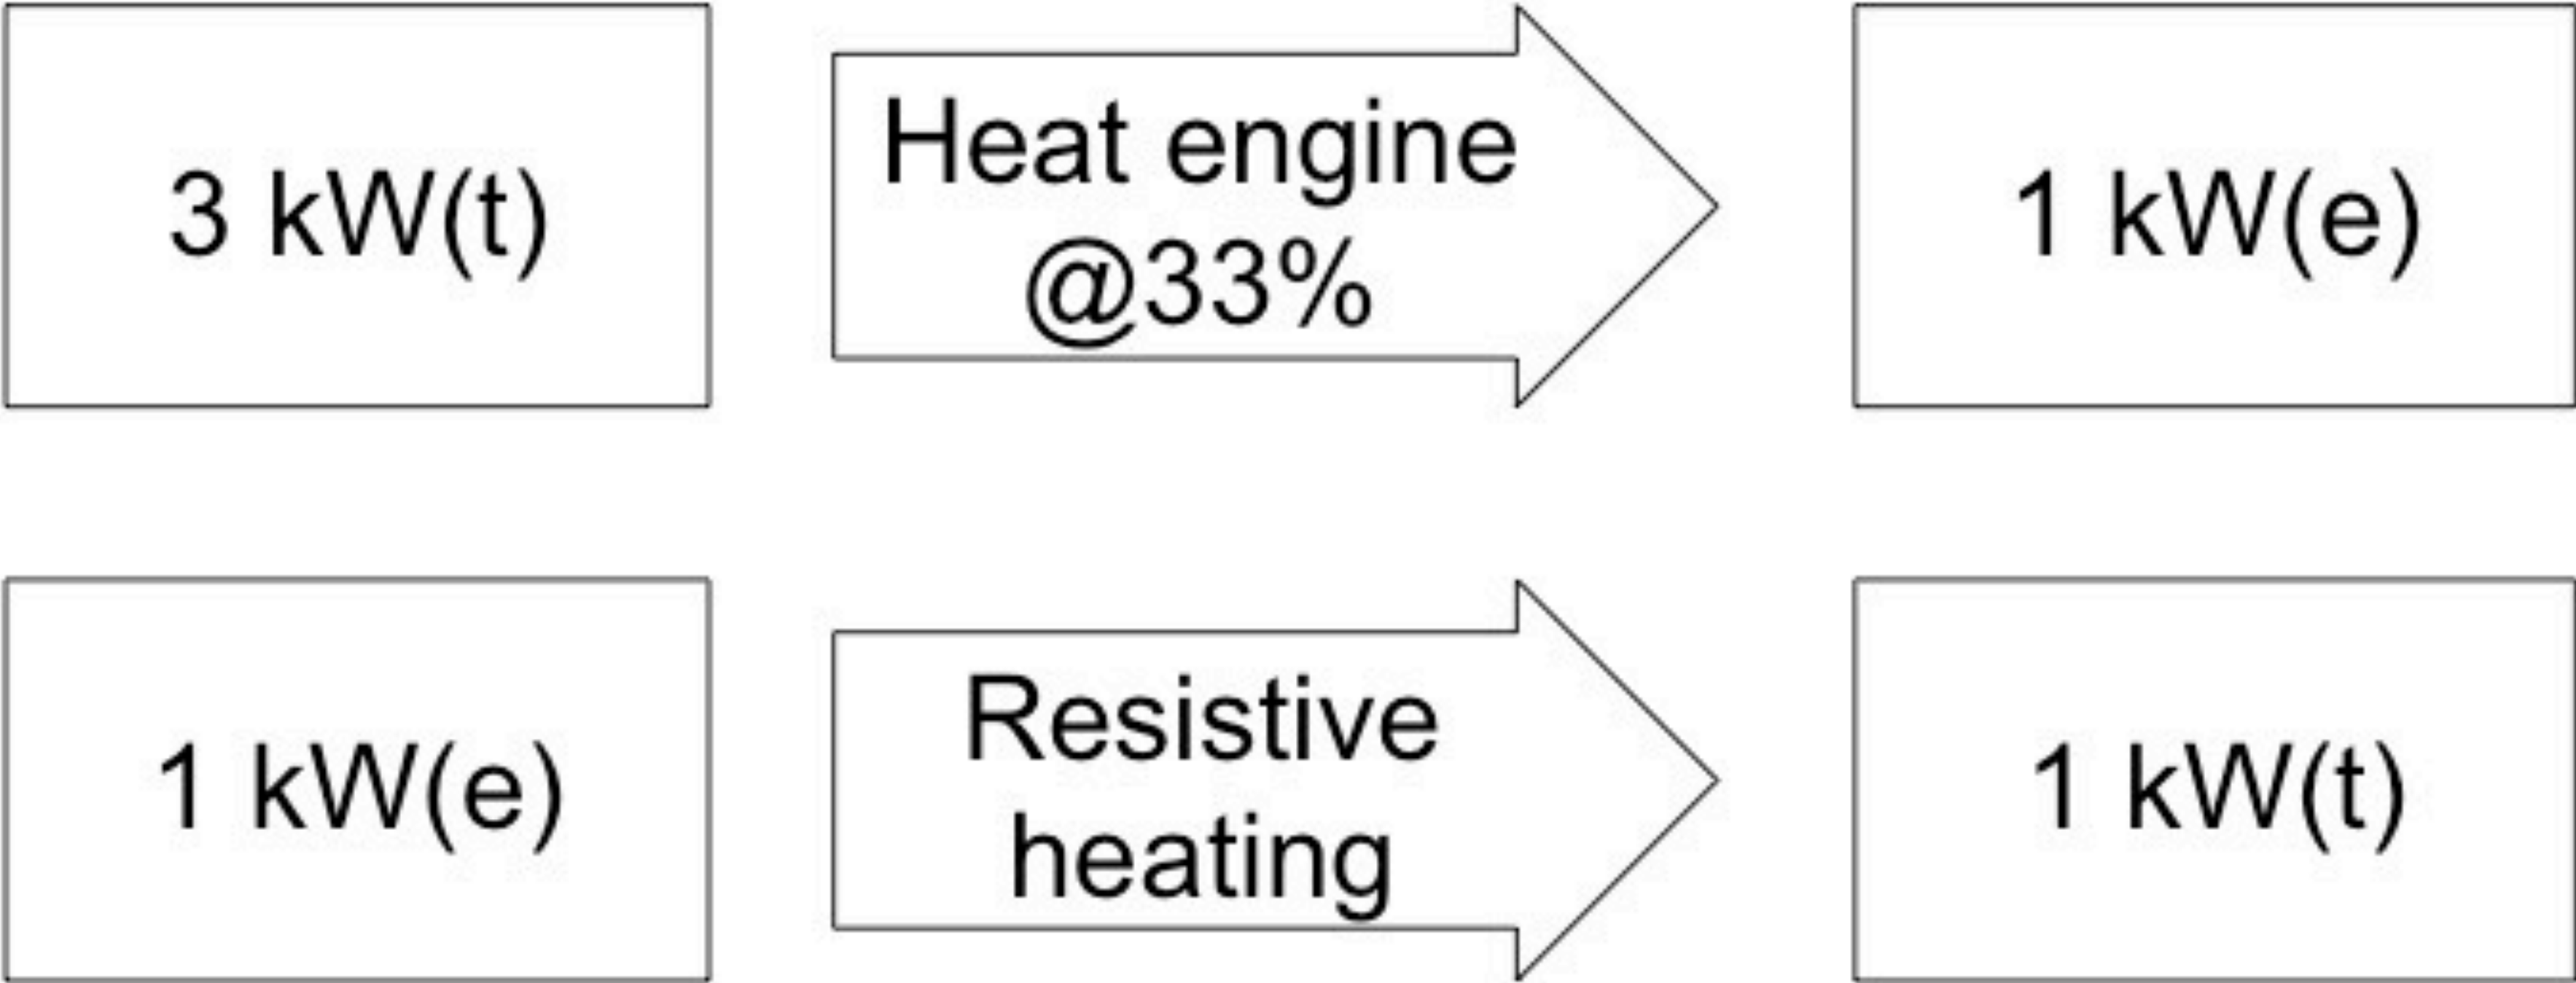 3 kW(t)
Heat engine
@33%
1 kW(e)
1 kW(e)
Resistive
heating
1 kW(t)